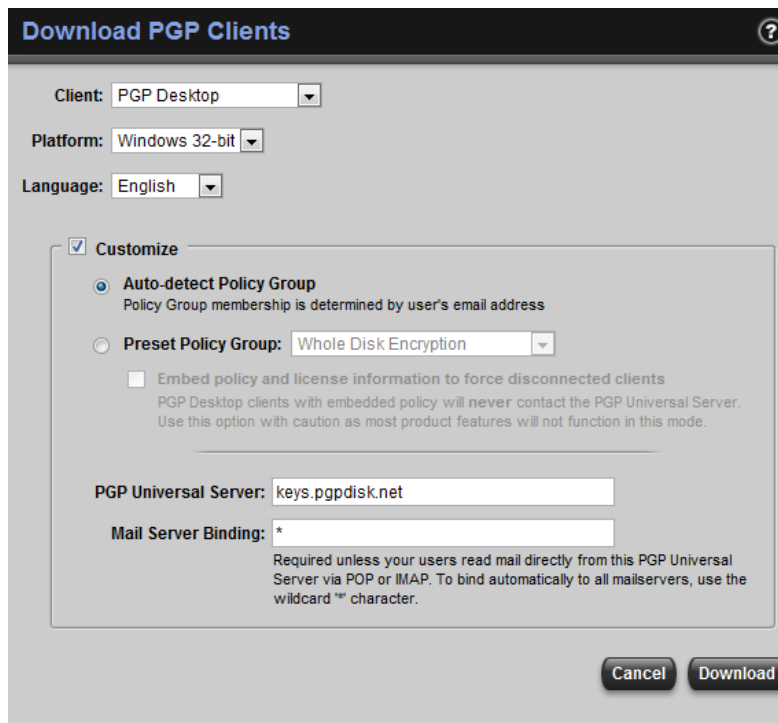 Download PGP Clients ?
Client: PGP Desktop
Platform: Windows 32-bit
Language: English
Customize
Auto-detect Policy Group
Policy Group membership is determined by user's email address
Preset Policy Group: Whole Disk Encryption
Embed policy and license information to force disconnected clients
PGP Desktop clients with embedded policy will never contact the PGP Universal Server.
Use this option with caution as most product features will not function in this mode.
PGP Universal Server: keys.pgpdisk.net
Mail Server Binding: *
Required unless your users read mail directly from this PGP Universal
Server via POP or IMAP. To bind automatically to all mailservers, use the
wildcard '*' character.
Cancel Download